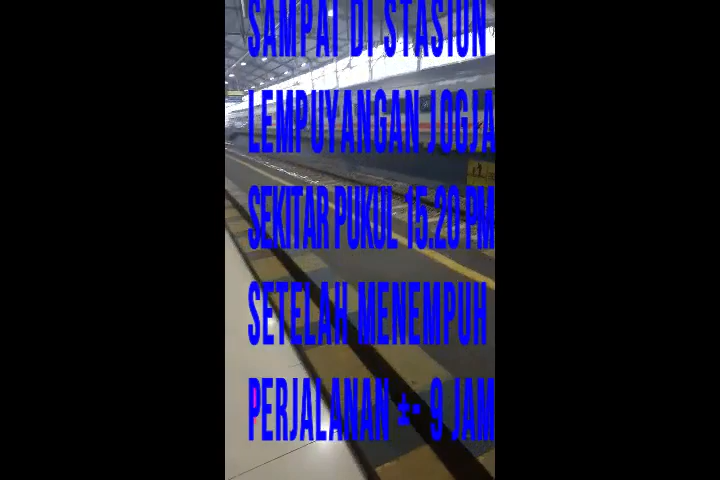 SAMPAI DI STASIUN
LEMPUYANGAN JOGJA
SEKITAR PUKUL 15.20 PM
SETELAH MENEMPUH
PERJALANAN +- 9 JAM